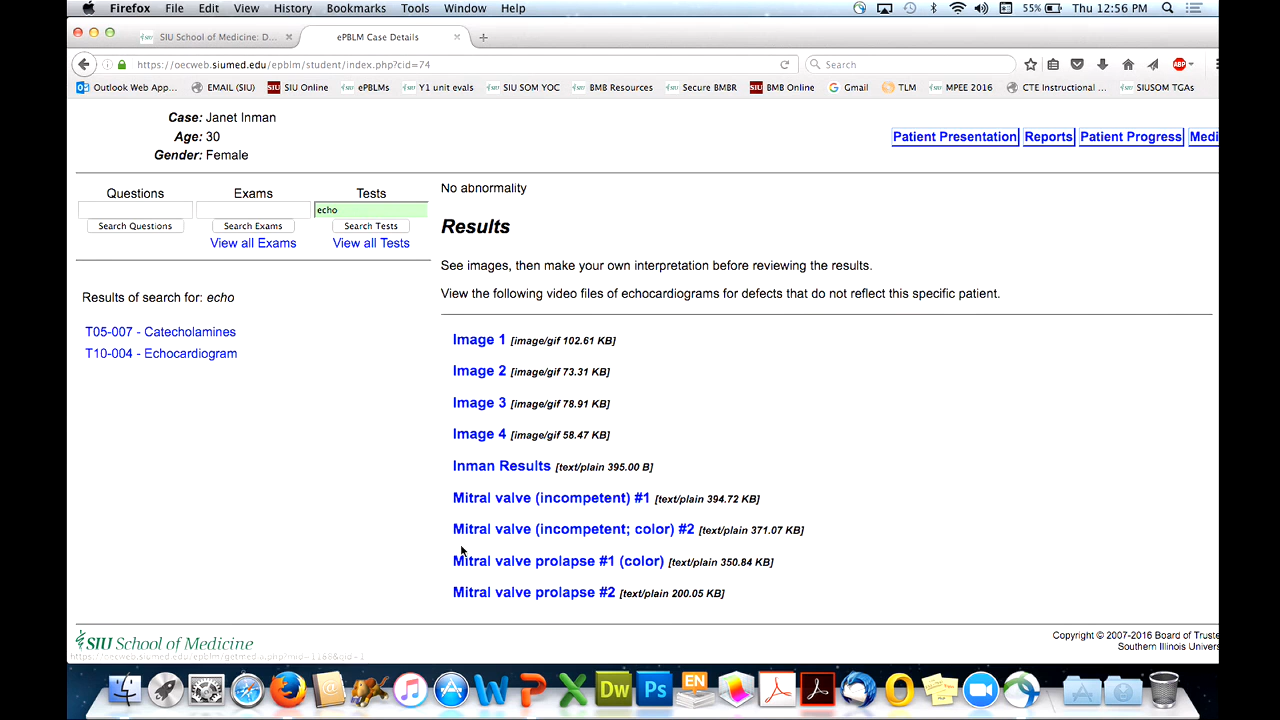 Firefox File Edit View History Bookmarks Tools Window Help 55% Thu 12:56 PM
SIU School of Medicine: D... × ePBLM Case Details × +
https://oecweb.siumed.edu/epblm/student/index.php?cid=74 Search ABP
Outlook Web App... EMAIL (SIU) SIU Online ePBLMs Y1 unit evals SIU SOM YOC BMB Resources Secure BMBR BMB Online Gmail TLM MPEE 2016 CTE Instructional ... SIUSOM TGAs
Case: Janet Inman
Age: 30
Gender: Female
Patient Presentation Reports Patient Progress Medi
Questions Exams Tests
echo
Search Questions Search Exams Search Tests
View all Exams View all Tests
Results of search for: echo
T05-007 - Catecholamines
T10-004 - Echocardiogram
No abnormality
Results
See images, then make your own interpretation before reviewing the results.
View the following video files of echocardiograms for defects that do not reflect this specific patient.
Image 1 [image/gif 102.61 KB]
Image 2 [image/gif 73.31 KB]
Image 3 [image/gif 78.91 KB]
Image 4 [image/gif 58.47 KB]
Inman Results [text/plain 395.00 B]
Mitral valve (incompetent) #1 [text/plain 394.72 KB]
Mitral valve (incompetent; color) #2 [text/plain 371.07 KB]
Mitral valve prolapse #1 (color) [text/plain 350.84 KB]
Mitral valve prolapse #2 [text/plain 200.05 KB]
SIU School of Medicine
Copyright © 2007-2016 Board of Truste
Southern Illinois Univers
EN Dw Ps